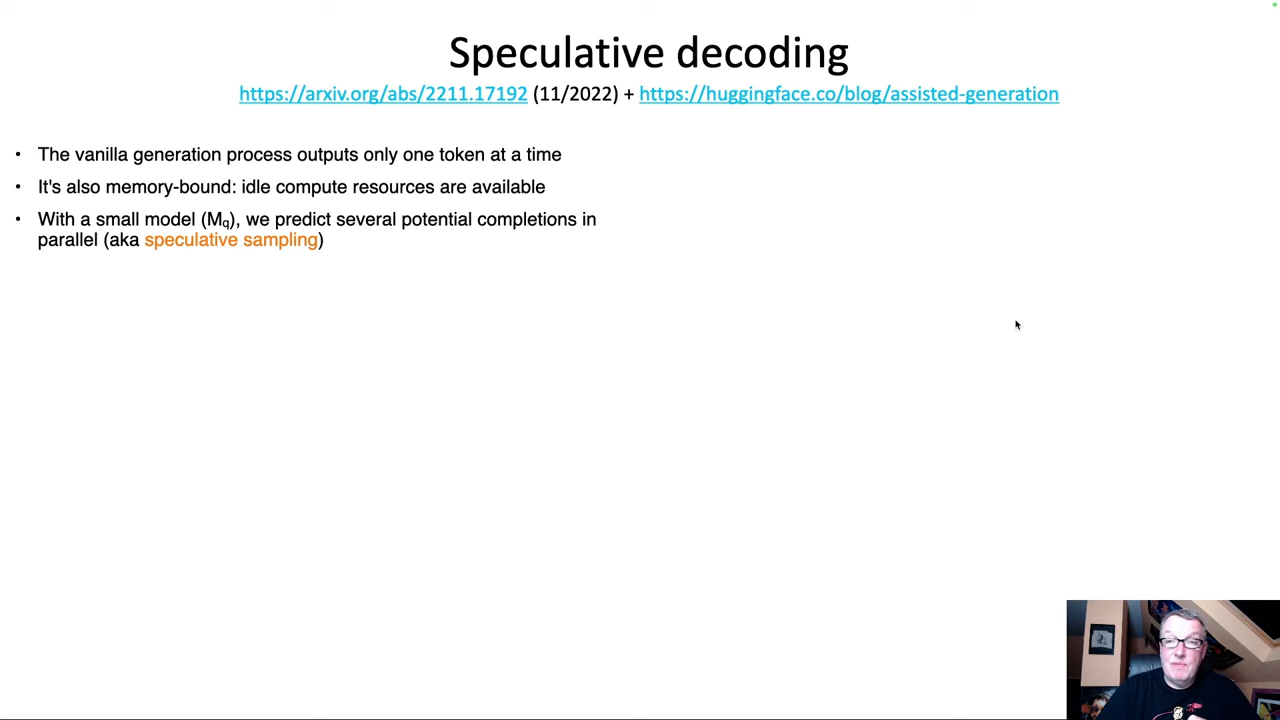 Speculative decoding
https://arxiv.org/abs/2211.17192 (11/2022) + https://huggingface.co/blog/assisted-generation
• The vanilla generation process outputs only one token at a time
• It's also memory-bound: idle compute resources are available
• With a small model (Mq), we predict several potential completions in
parallel (aka speculative sampling)